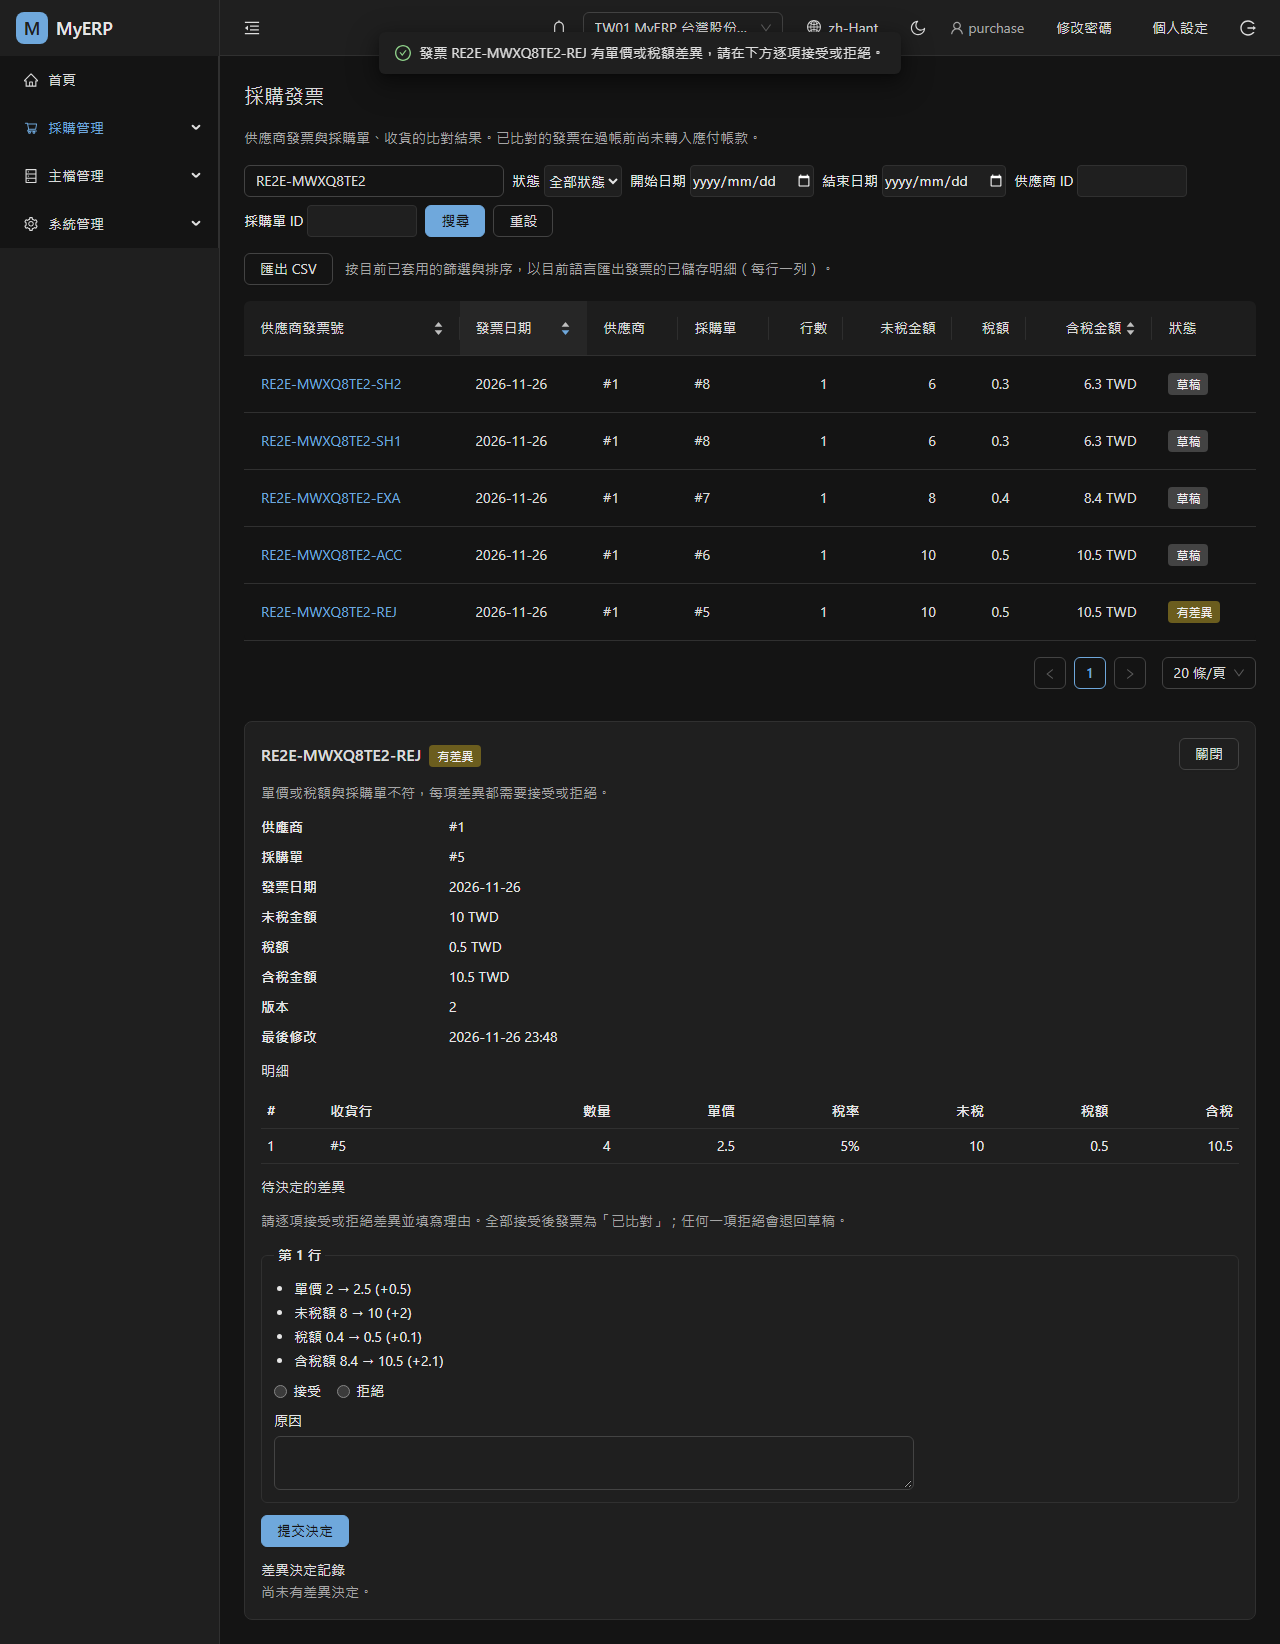 M MyERP
TW01 MyERP 台灣股份... zh-Hant purchase 修改密碼 個人設定
發票 RE2E-MWXQ8TE2-REJ 有單價或稅額差異，請在下方逐項接受或拒絕。
首頁
採購管理
主檔管理
系統管理
採購發票
供應商發票與採購單、收貨的比對結果。已比對的發票在過帳前尚未轉入應付帳款。
RE2E-MWXQ8TE2 狀態 全部狀態 開始日期 yyyy/mm/dd 結束日期 yyyy/mm/dd 供應商 ID
採購單 ID 搜尋 重設
匯出 CSV 按目前已套用的篩選與排序，以目前語言匯出發票的已儲存明細（每行一列）。
供應商發票號 發票日期 供應商 採購單 行數 未稅金額 稅額 含稅金額 狀態
RE2E-MWXQ8TE2-SH2 2026-11-26 #1 #8 1 6 0.3 6.3 TWD 草稿
RE2E-MWXQ8TE2-SH1 2026-11-26 #1 #8 1 6 0.3 6.3 TWD 草稿
RE2E-MWXQ8TE2-EXA 2026-11-26 #1 #7 1 8 0.4 8.4 TWD 草稿
RE2E-MWXQ8TE2-ACC 2026-11-26 #1 #6 1 10 0.5 10.5 TWD 草稿
RE2E-MWXQ8TE2-REJ 2026-11-26 #1 #5 1 10 0.5 10.5 TWD 有差異
< 1 > 20 條/頁
RE2E-MWXQ8TE2-REJ 有差異 關閉
單價或稅額與採購單不符，每項差異都需要接受或拒絕。
供應商 #1
採購單 #5
發票日期 2026-11-26
未稅金額 10 TWD
稅額 0.5 TWD
含稅金額 10.5 TWD
版本 2
最後修改 2026-11-26 23:48
明細
# 收貨行 數量 單價 稅率 未稅 稅額 含稅
1 #5 4 2.5 5% 10 0.5 10.5
待決定的差異
請逐項接受或拒絕差異並填寫理由。全部接受後發票為「已比對」；任何一項拒絕會退回草稿。
第 1 行
• 單價 2 → 2.5 (+0.5)
• 未稅額 8 → 10 (+2)
• 稅額 0.4 → 0.5 (+0.1)
• 含稅額 8.4 → 10.5 (+2.1)
接受 拒絕
原因
提交決定
差異決定記錄
尚未有差異決定。